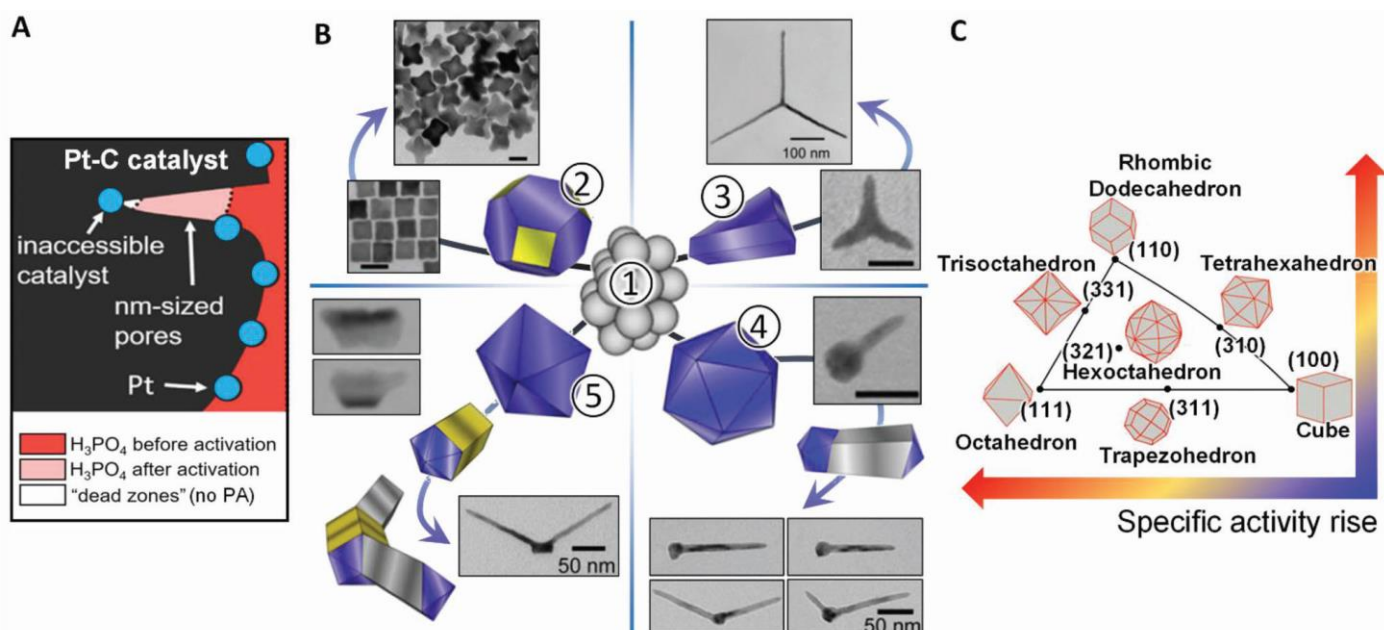 A
Pt-C catalyst
inaccessible
catalyst
nm-sized
pores
Pt
H₃PO₄ before activation
H₃PO₄ after activation
"dead zones" (no PA)
B
100 nm
2
3
1
4
5
50 nm
50 nm
C
Rhombic
Dodecahedron
(110)
Trisoctahedron
Tetrahexahedron
(331)
(321)
(310)
Hexoctahedron
(100)
(111)
(311)
Octahedron
Trapezohedron
Cube
Specific activity rise